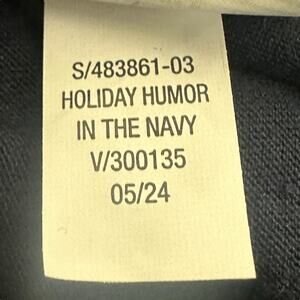 S/483861-03
HOLIDAY HUMOR
IN THE NAVY
V/300135
05/24